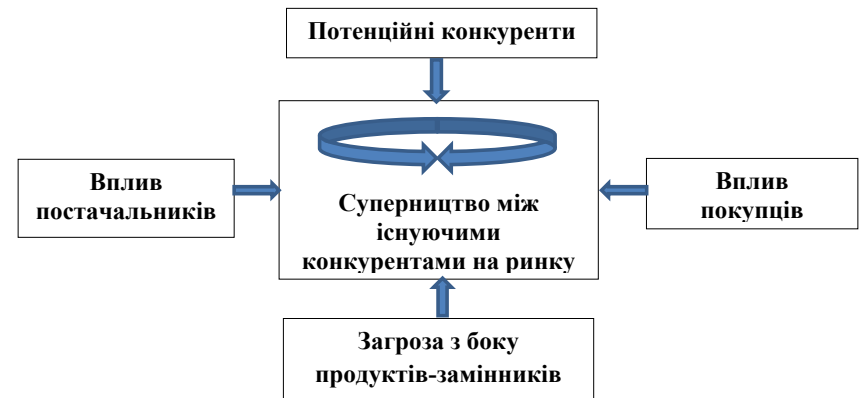 Потенційні конкуренти
Вплив
постачальників
Суперництво між
існуючими
конкурентами на ринку
Вплив
покупців
Загроза з боку
продуктів-замінників